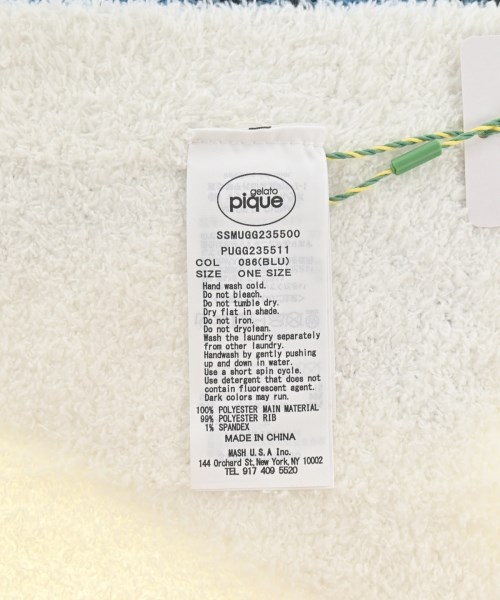 gelato
pique
SSMUGG235500
PUGG235511
COL 086(BLU)
SIZE ONE SIZE
Hand wash cold.
Do not bleach.
Do not tumble dry.
Dry flat in shade.
Do not iron.
Do not dryclean.
Wash the laundry separately
from other laundry.
Handwash by gently pushing
up and down in water.
Use a short spin cycle.
Use detergent that does not
contain fluorescent agent.
Dark colors may run.
100% POLYESTER MAIN MATERIAL
99% POLYESTER RIB
1% SPANDEX
MADE IN CHINA
MASH U.S.A Inc.
144 Orchard St, New York, NY 10002
TEL 917 409 5520